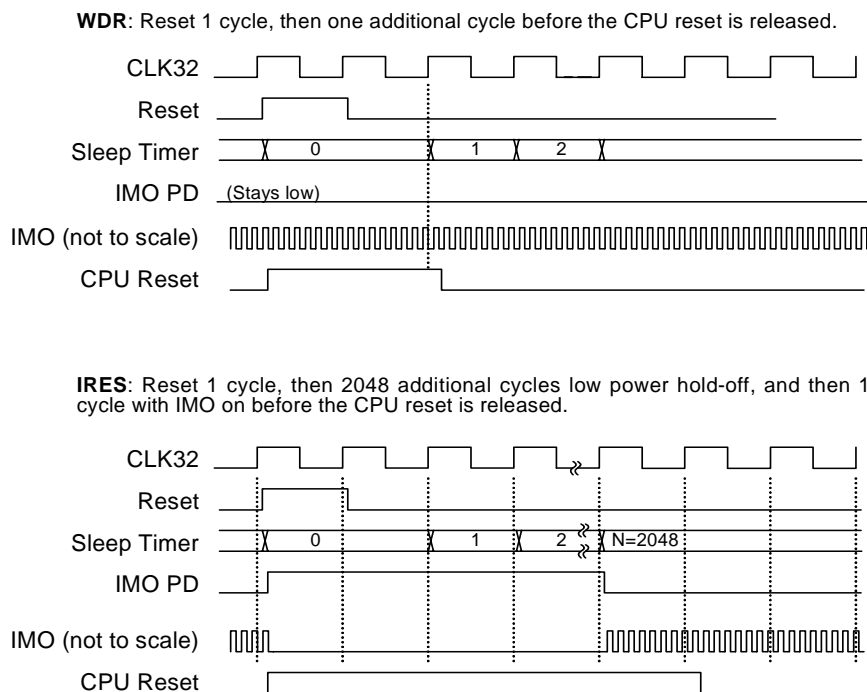 WDR: Reset 1 cycle, then one additional cycle before the CPU reset is released.
CLK32
Reset
Sleep Timer 0 1 2
IMO PD (Stays low)
IMO (not to scale)
CPU Reset
IRES: Reset 1 cycle, then 2048 additional cycles low power hold-off, and then 1
cycle with IMO on before the CPU reset is released.
CLK32
Reset
Sleep Timer 0 1 2 N=2048
IMO PD
IMO (not to scale)
CPU Reset